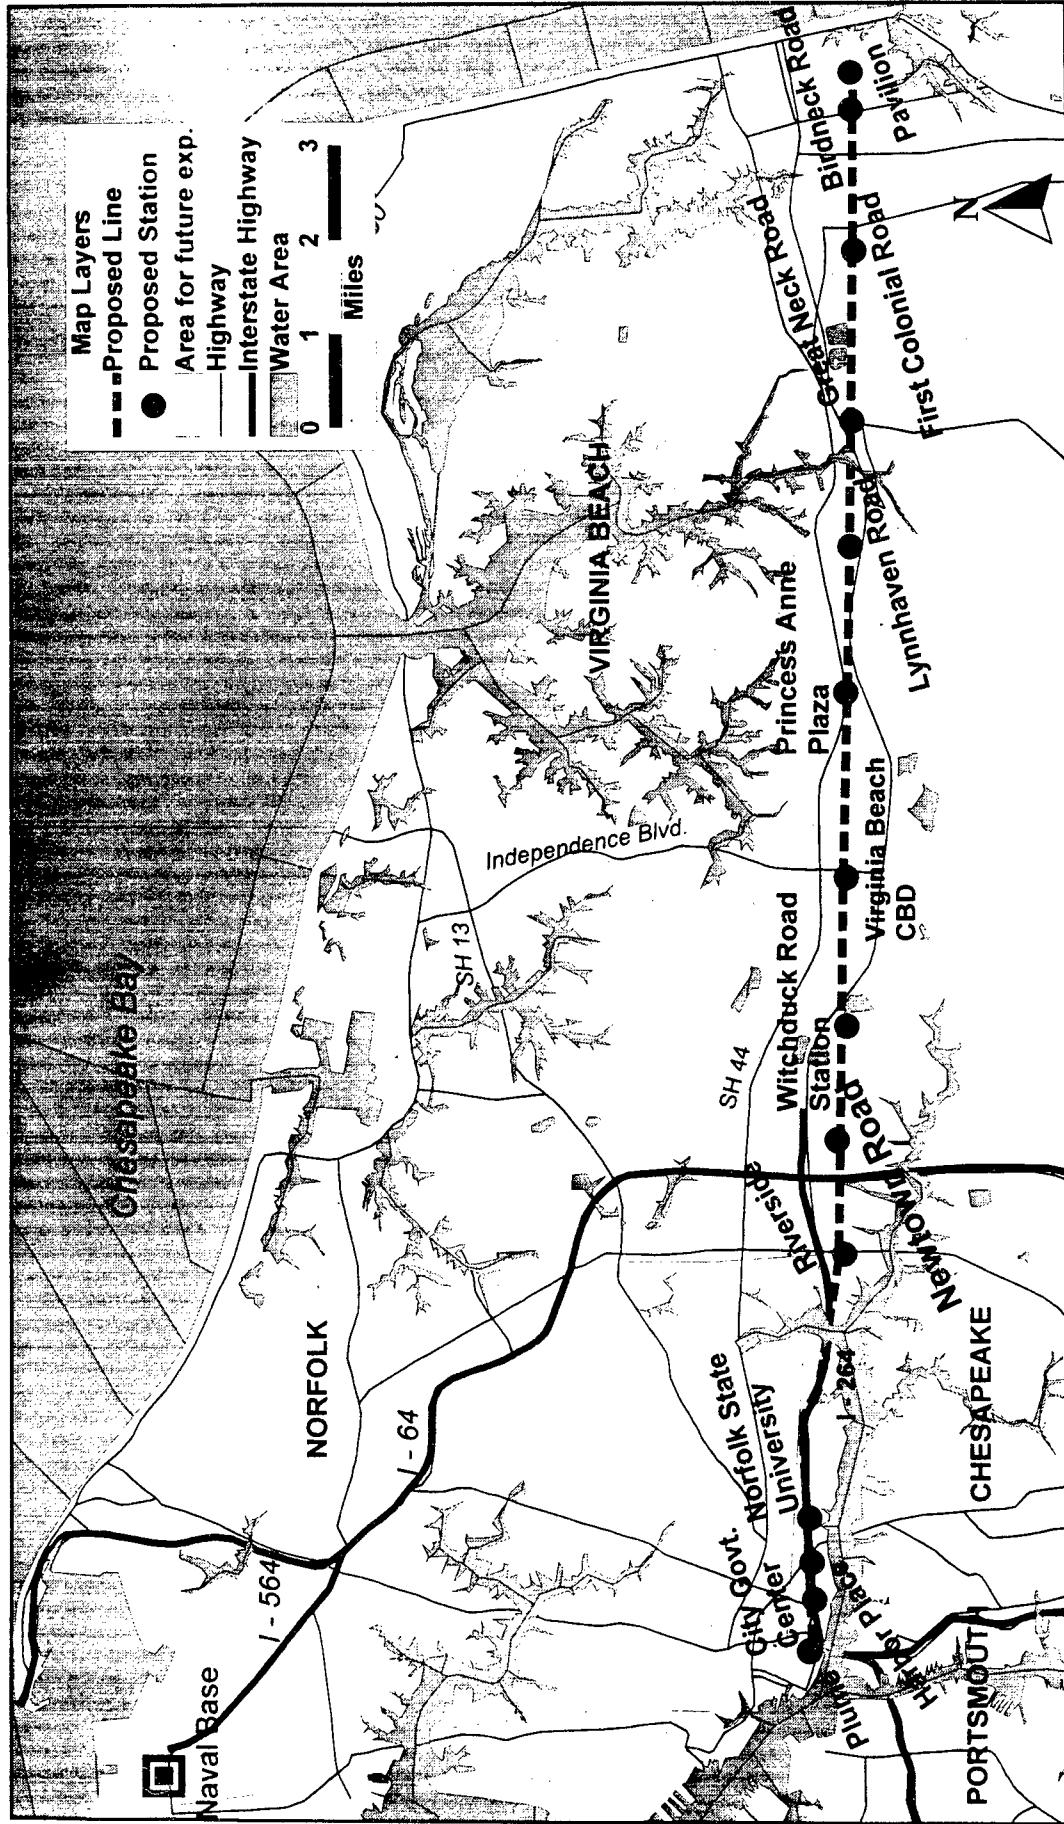 Map Layers
Proposed Line
Proposed Station
Area for future exp.
Highway
Interstate Highway
Water Area
0 1 2 3
Miles
Chesapeake Bay
Naval Base
I - 564
I - 64
NORFOLK
SH 13
Independence Blvd.
VIRGINIA BEACH
SH 44
N
Plume
Harbor Place
City Govt.
Center
Norfolk State
University
I - 264
Riverside
Newtown Road
Witchduck Road
Station
Virginia Beach
CBD
Princess Anne
Plaza
Lynnhaven Road
Great Neck Road
First Colonial Road
Birdneck Road
Pavilion
PORTSMOUTH
CHESAPEAKE